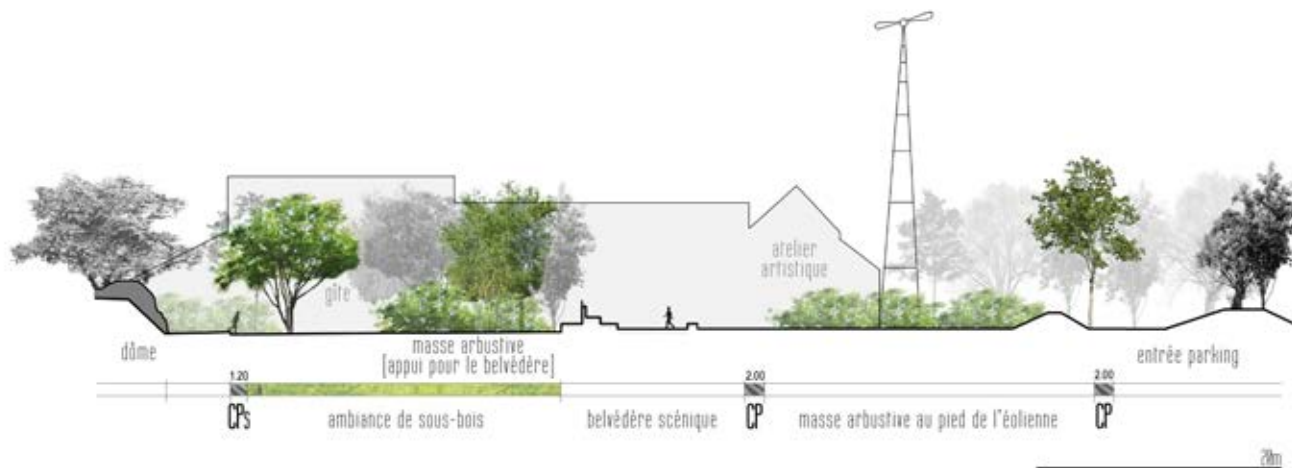 gîte
atelier
artistique
dôme
masse arbustive
[appui pour le belvédère]
entrée parking
1.20
2.00
2.00
CPs
ambiance de sous-bois
belvédère scénique
CP
masse arbustive au pied de l'éolienne
CP
20m